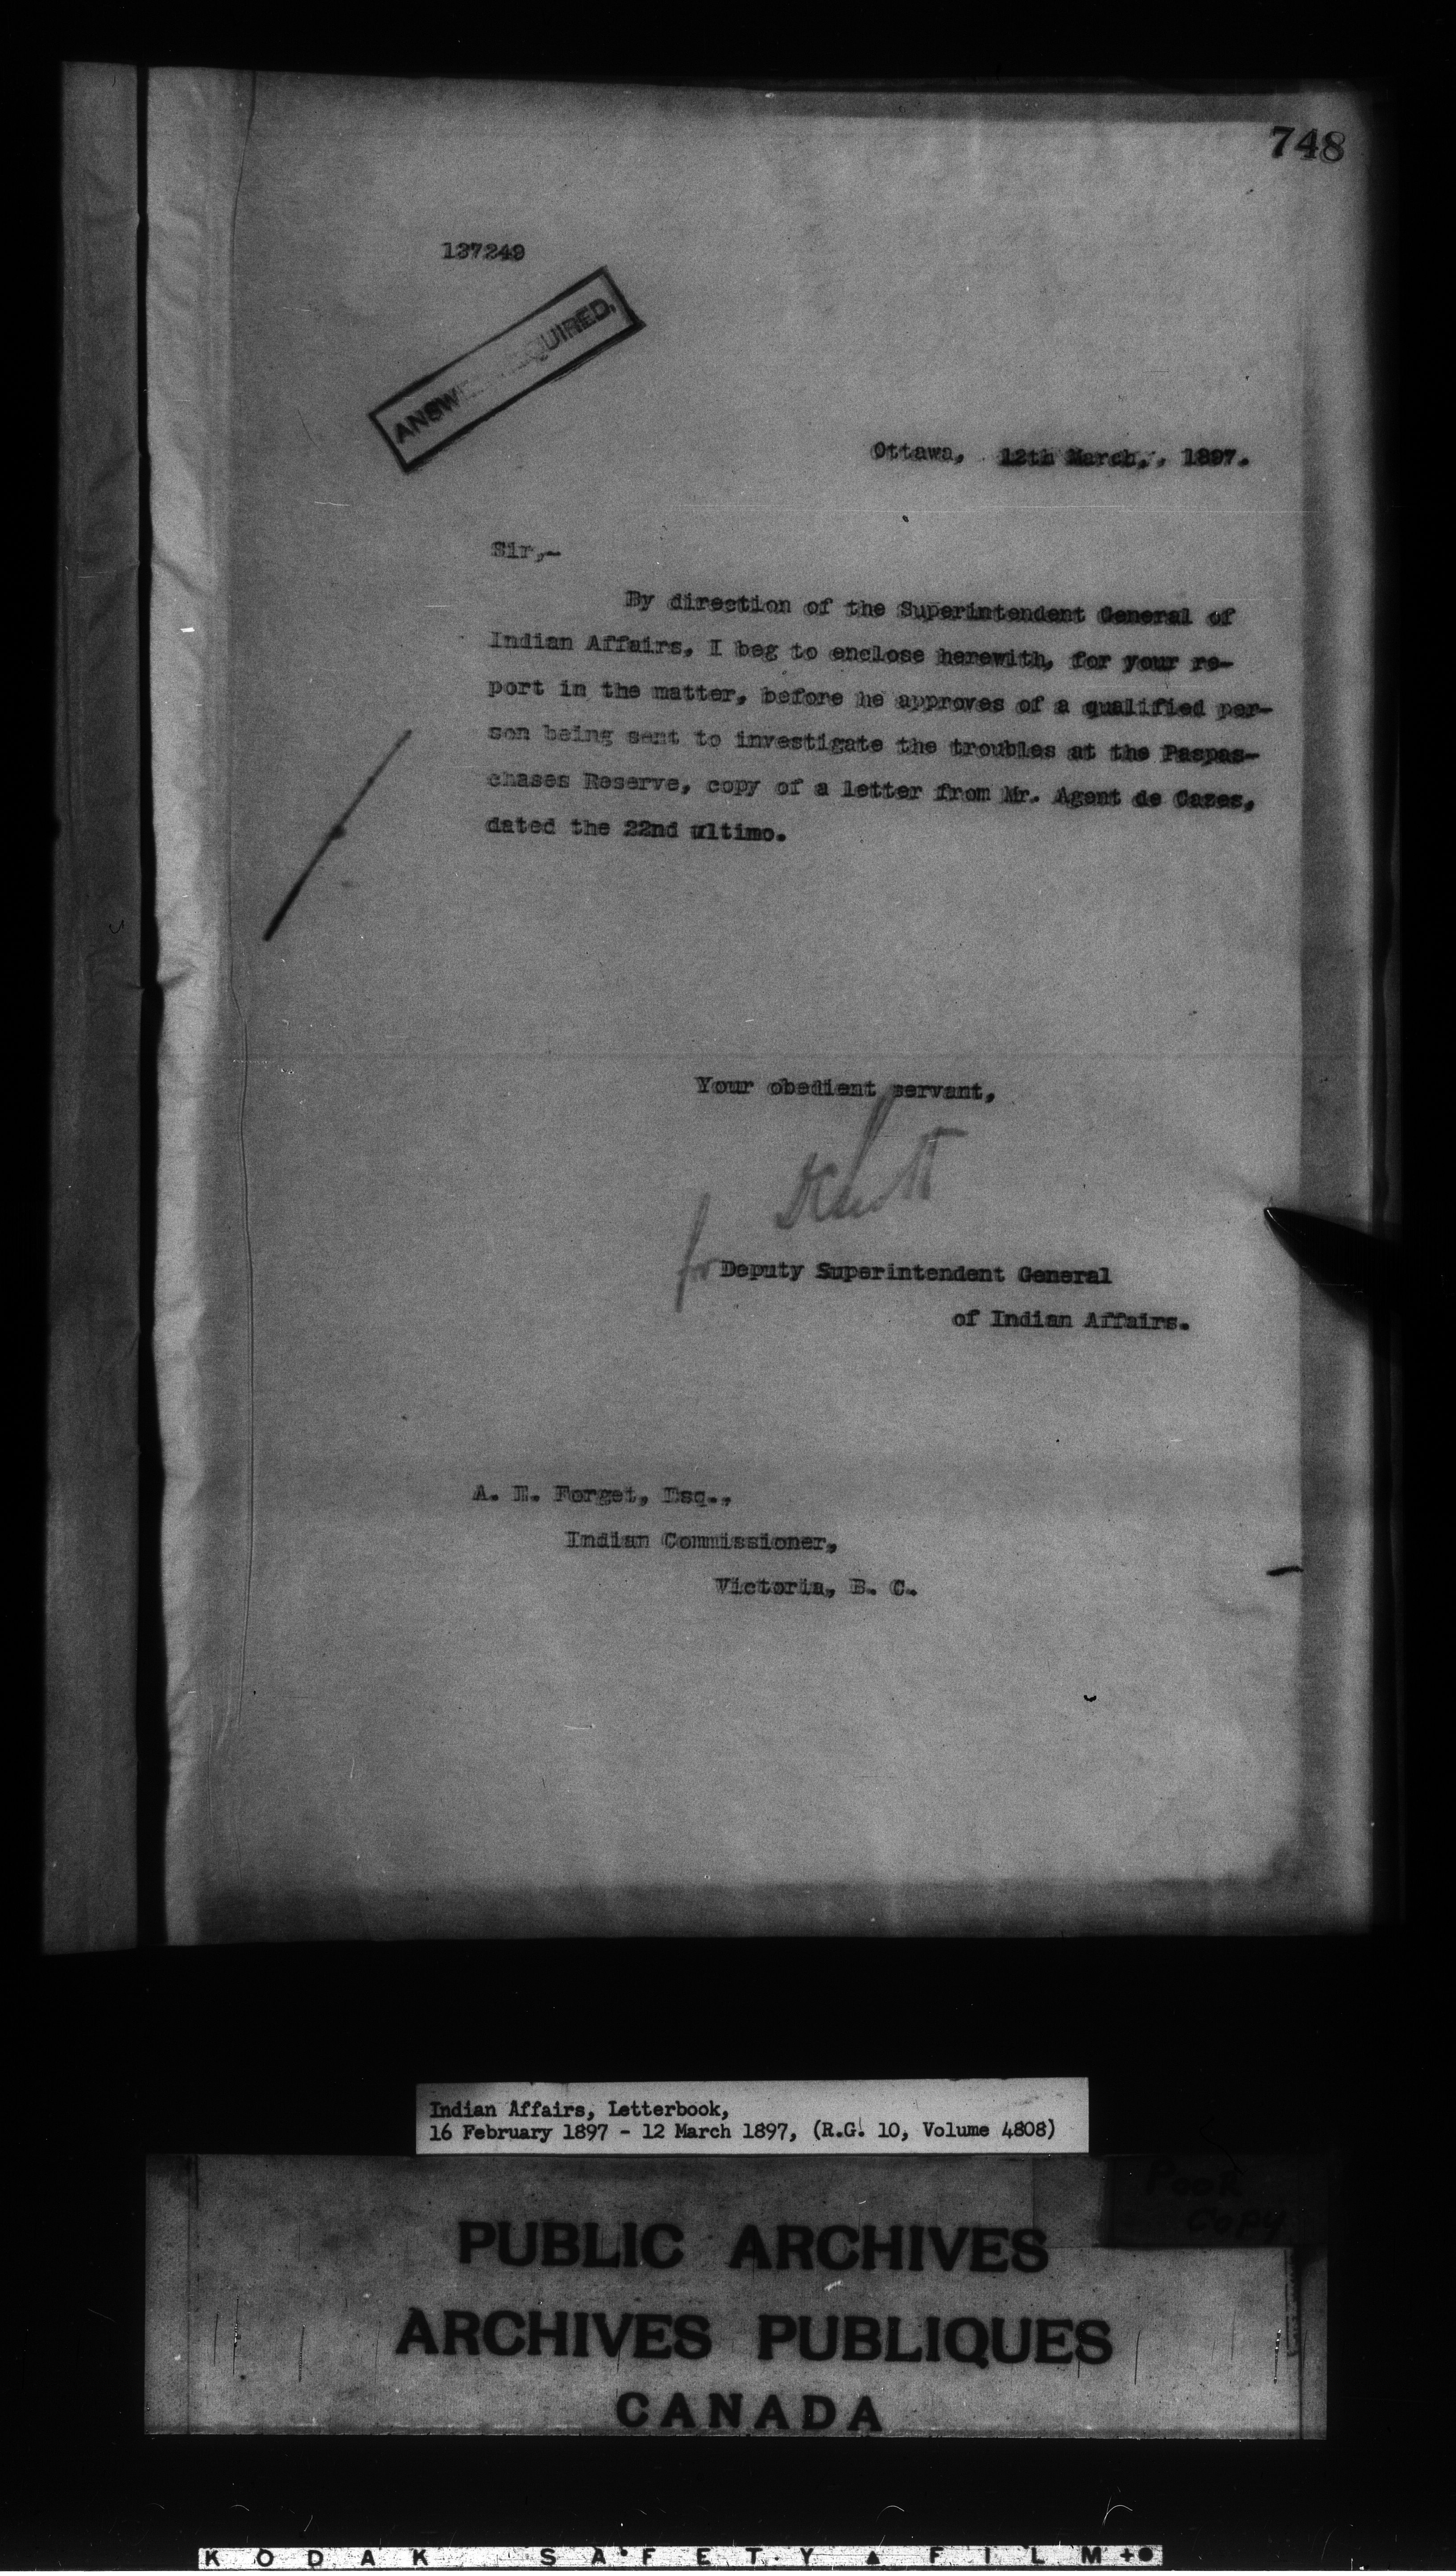 748
137249
ANSW QUIRED,
Ottawa, 12th March,, 1897.
Sir,-
By direction of the Superintendent General of
Indian Affairs, I beg to enclose herewith, for your re-
port in the matter, before he approves of a qualified per-
son being sent to investigate the troubles at the Paspas-
chases Reserve, copy of a letter from Mr. Agent de Cazes,
dated the 22nd ultimo.
Your obedient servant,
for Deputy Superintendent General
of Indian Affairs.
A. E. Forget, Esq.,
Indian Commissioner,
Victoria, B. C.
Indian Affairs, Letterbook,
16 February 1897 - 12 March 1897, (R.G. 10, Volume 4808)
Poor
Copy
PUBLIC ARCHIVES
ARCHIVES PUBLIQUES
CANADA
KODAK SAFETY ▲ FILM